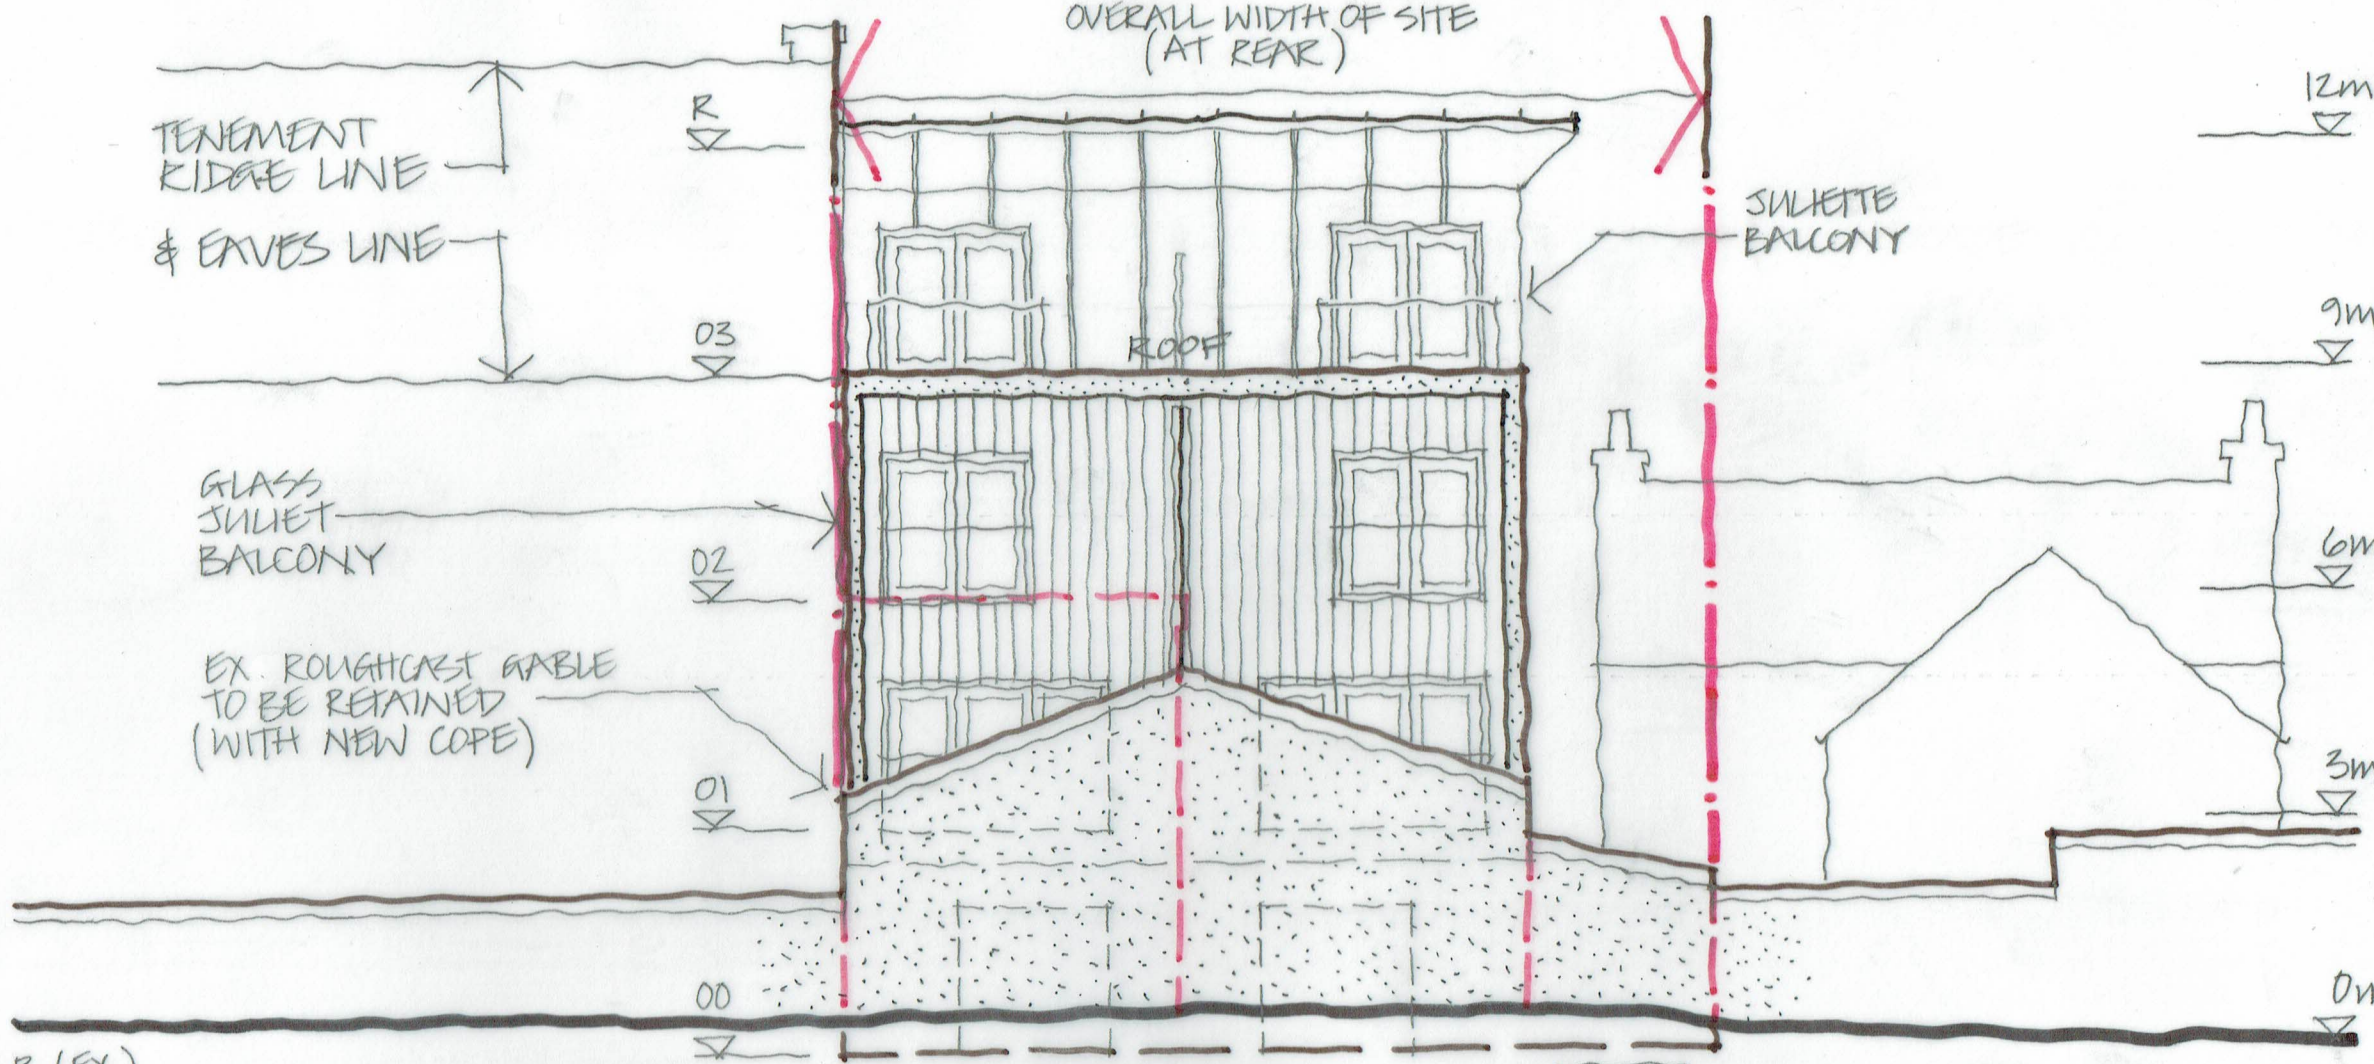 OVERALL WIDTH OF SITE
(AT REAR)
TENEMENT
RIDGE LINE
& EAVES LINE
R
12m
JULIETTE
BALCONY
03
9m
ROOF
GLASS
JULIET
BALCONY
02
6m
EX. ROUGHCAST GABLE
TO BE RETAINED
(WITH NEW COPE)
01
3m
00
0m